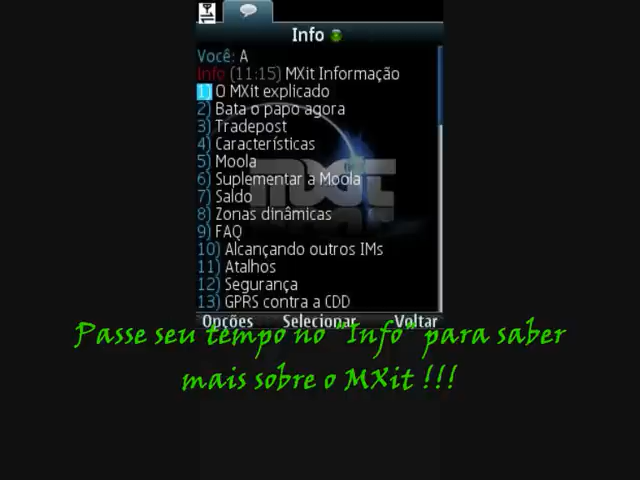 Info
Você: A
Info (11:15) MXit Informação
1) O MXit explicado
2) Bata o papo agora
3) Tradepost
4) Características
5) Moola
6) Suplementar a Moola
7) Saldo
8) Zonas dinâmicas
9) FAQ
10) Alcançando outros IMs
11) Atalhos
12) Segurança
13) GPRS contra a CDD
Opções Selecionar Voltar
Passe seu tempo no "Info" para saber
mais sobre o MXit !!!